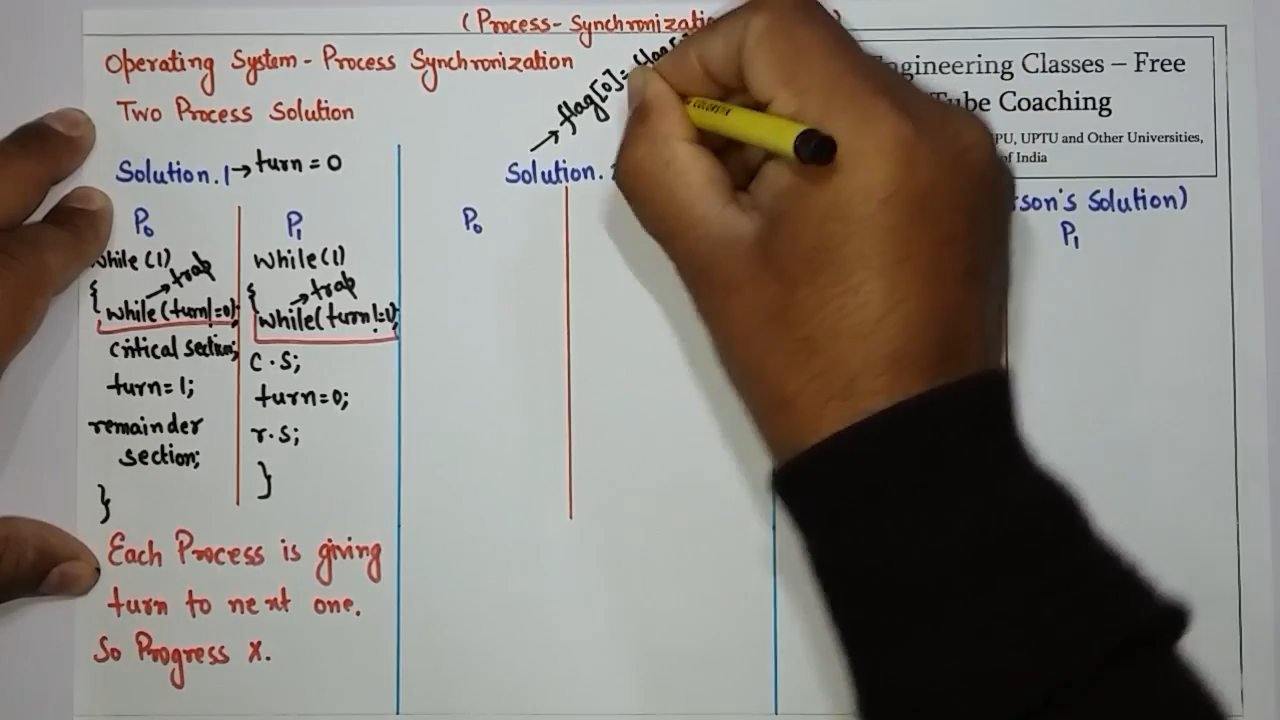 (Process-Synchronization
Operating System - Process Synchronization
Two Process Solution
Engineering Classes – Free
Tube Coaching
PU, UPTU and Other Universities,
of India
Solution.1 → turn = 0
P0
while(1)
{
→ trap
while(turn!=0);
critical section;
turn=1;
remainder
section;
}
P1
while(1)
{
→ trap
while(turn!=1);
C.S;
turn=0;
r.s;
}
Each Process is giving
turn to next one.
So Progress x.
→ flag[0]=
Solution.
P0
Solution)
P1